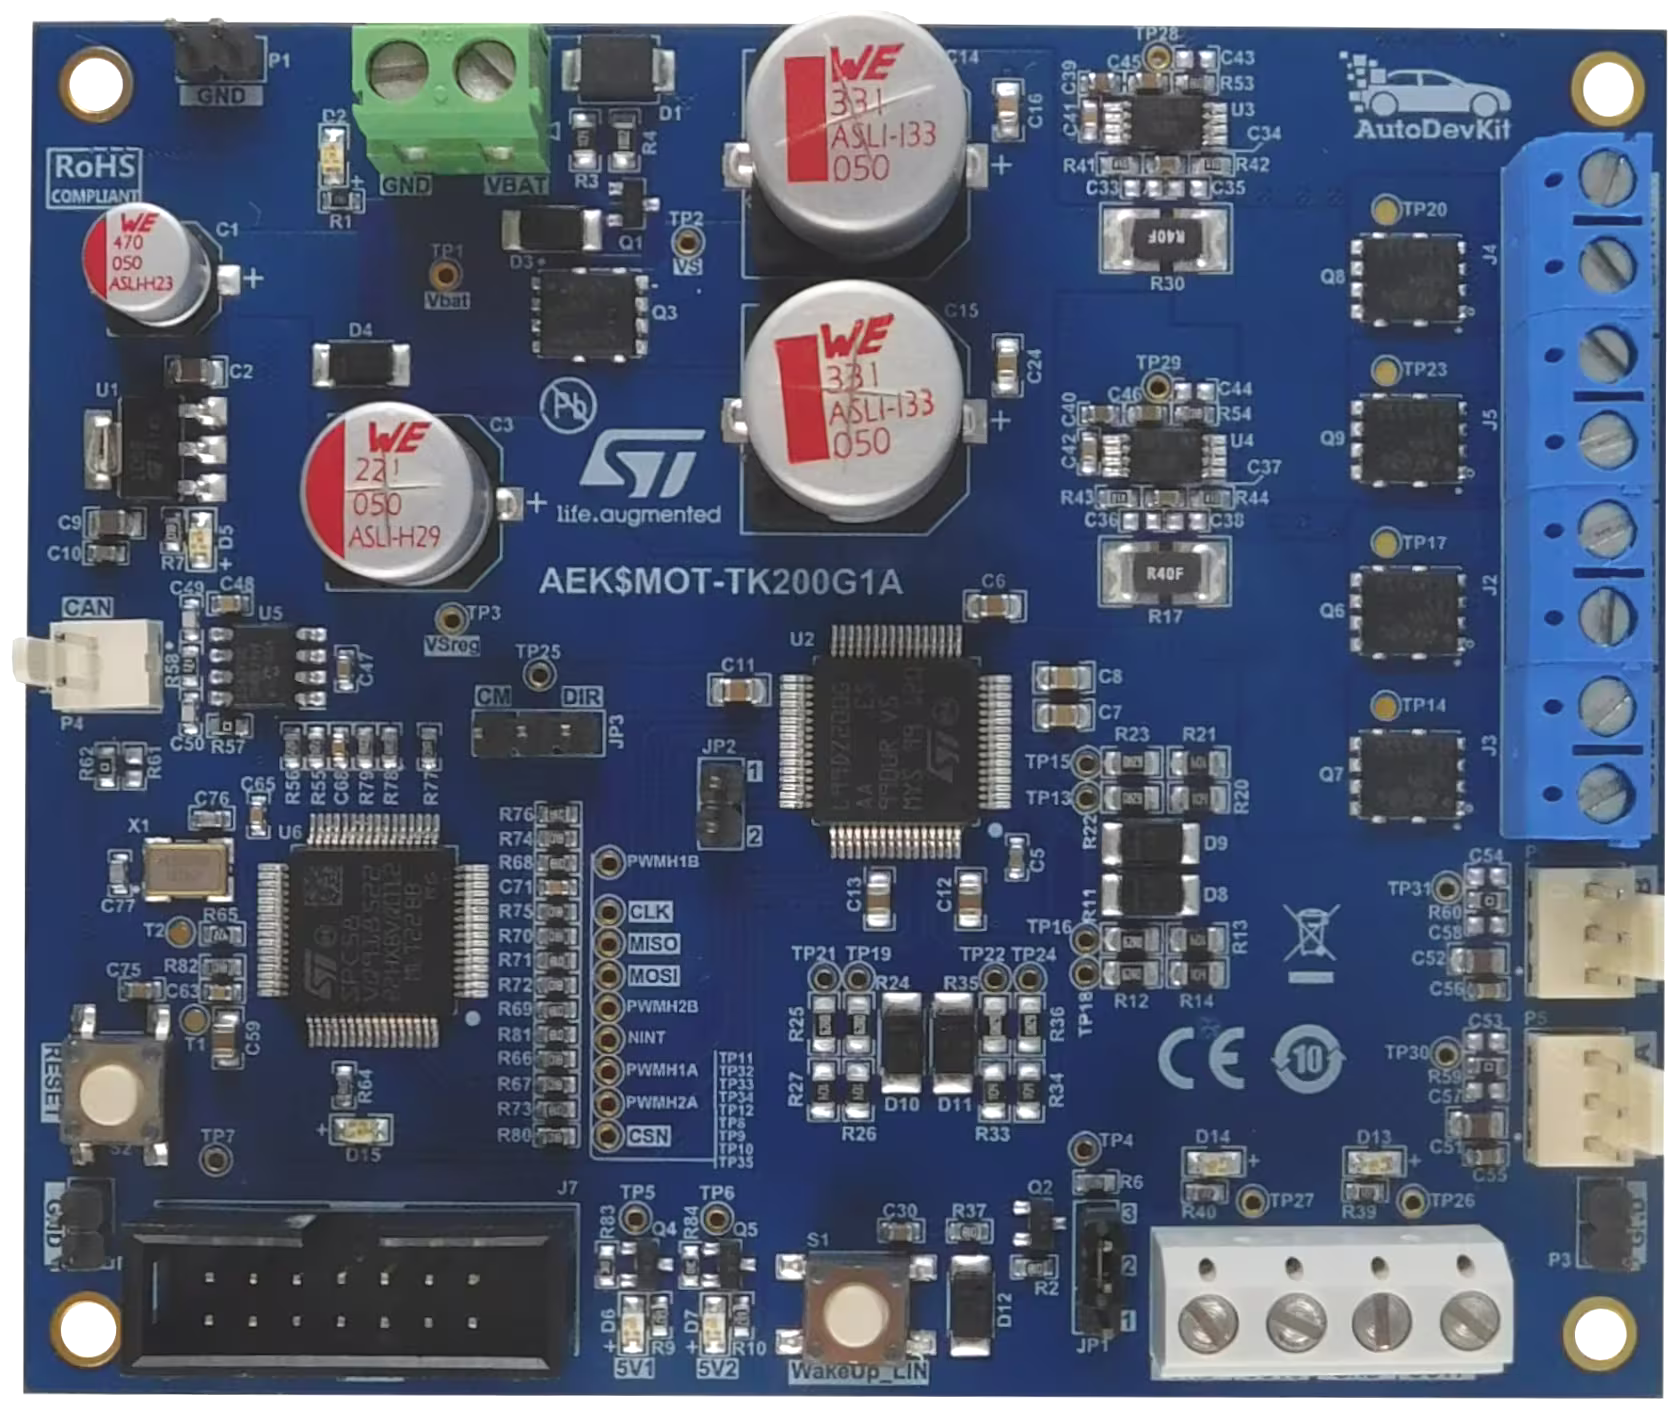 P1
GND
D2
R1
RoHS
COMPLIANT
GND
VBAT
D1
R3
R4
Q1
D3
TP1
Vbat
TP2
VS
Q3
WE
470
050
ASLI-H23
C1
D4
U1
C2
C9
C10
R7
D5
WE
221
050
ASLI-H29
C3
Pb
ST
life.augmented
WE
331
ASLI-I33
050
C14
C16
WE
331
ASLI-I33
050
C15
C24
AEK$MOT-TK200G1A
TP28
C45
C43
C39
R53
C41
U3
C34
R41
R42
C33
C35
R40F
R30
TP29
C46
C44
C40
R54
C42
U4
C37
R43
R44
C36
C38
R40F
R17
AutoDevKit
TP20
Q8
J4
TP23
Q9
J5
TP17
Q6
J2
TP14
Q7
J3
CAN
P4
C49
C48
U5
R58
C47
C50
R57
R62
R61
TP3
VSreg
TP25
CM
DIR
JP3
C11
U2
C6
C8
C7
L99DZ200G
JP2
1
2
C5
C13
C12
R56
R55
C68
R79
R78
R77
C65
C76
X1
C77
U6
SPC58
T2
R65
R82
C63
C75
C59
T1
RESET
S2
TP7
R64
D15
R76
R74
R68
C71
R75
R70
R71
R72
R69
R81
R66
R67
R73
R80
PWMH1B
CLK
MISO
MOSI
PWMH2B
NINT
PWMH1A
PWMH2A
CSN
TP11
TP32
TP33
TP34
TP12
TP8
TP9
TP10
TP35
TP15
TP13
R23
R21
R22
R20
D9
D8
R11
TP16
TP18
R13
R12
R14
TP21
TP19
R24
R35
TP22
TP24
R25
R36
R27
R26
D10
D11
R33
R34
CE
10
C54
TP31
R60
C58
C52
C56
B
C53
TP30
R59
C57
C51
C55
P5
A
TP4
R6
Q2
R2
3
2
1
JP1
D14
R40
TP27
D13
R39
TP26
P3
GND
GND
J7
TP5
R83
Q4
D6
R9
5V1
TP6
R84
Q5
D7
R10
5V2
S1
C30
R37
D12
WakeUp_LIN